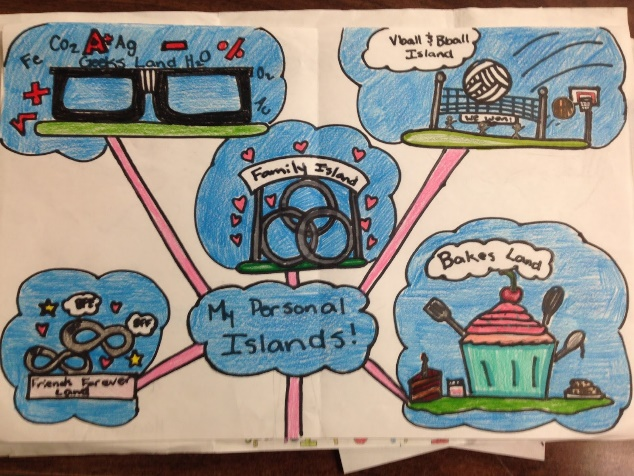 Fe Co2 A+ Ag − %
Geeks Land H2O
O2
+
Vball & Bball
Island
WE Won!
Family Island
My Personal
Islands!
Bakes Land
BFF
BFF
Friends Forever
Land